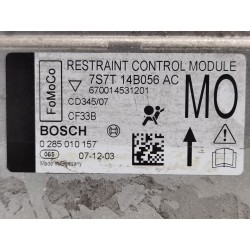 FoMoCo
RESTRAINT CONTROL MODULE
7S7T 14B056 AC
670014531201
CD345/07
CF33B
MO
BOSCH
0 285 010 157
065 07-12-03